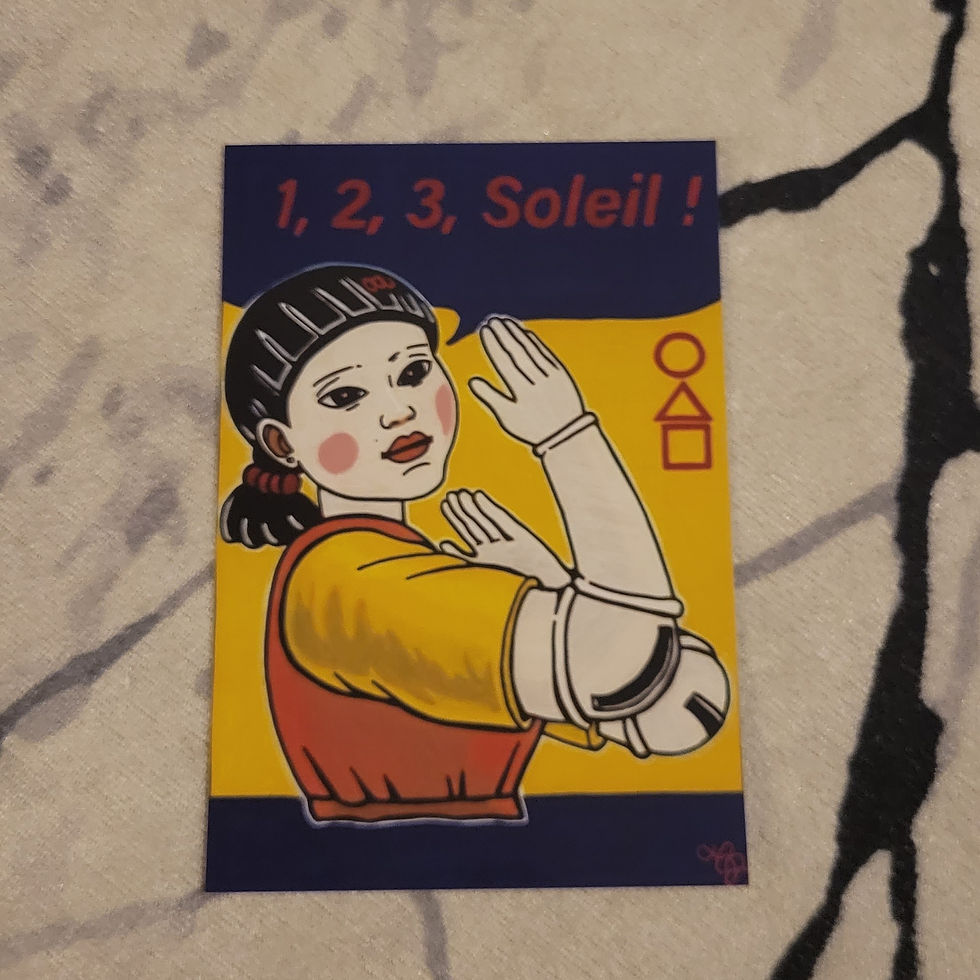 1, 2, 3, Soleil !